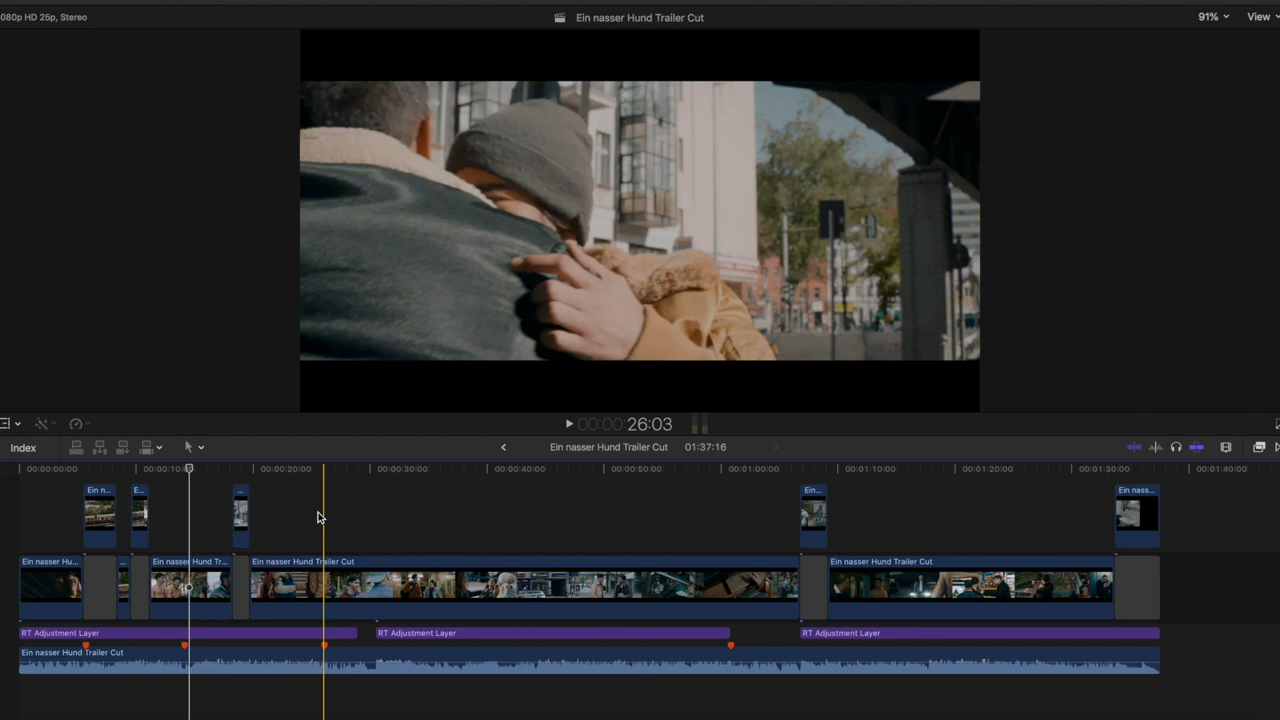 080p HD 25p, Stereo
Ein nasser Hund Trailer Cut
91%
View
00:00:00:26:03
Index
Ein nasser Hund Trailer Cut
01:37:16
00:00:00:00
00:00:10:00
00:00:20:00
00:00:30:00
00:00:40:00
00:00:50:00
00:01:00:00
00:01:10:00
00:01:20:00
00:01:30:00
00:01:40:00
Ein n...
E...
...
Ein...
Ein nass...
Ein nasser Hu...
...
Ein nasser Hund Tr...
Ein nasser Hund Trailer Cut
Ein nasser Hund Trailer Cut
RT Adjustment Layer
RT Adjustment Layer
RT Adjustment Layer
Ein nasser Hund Trailer Cut